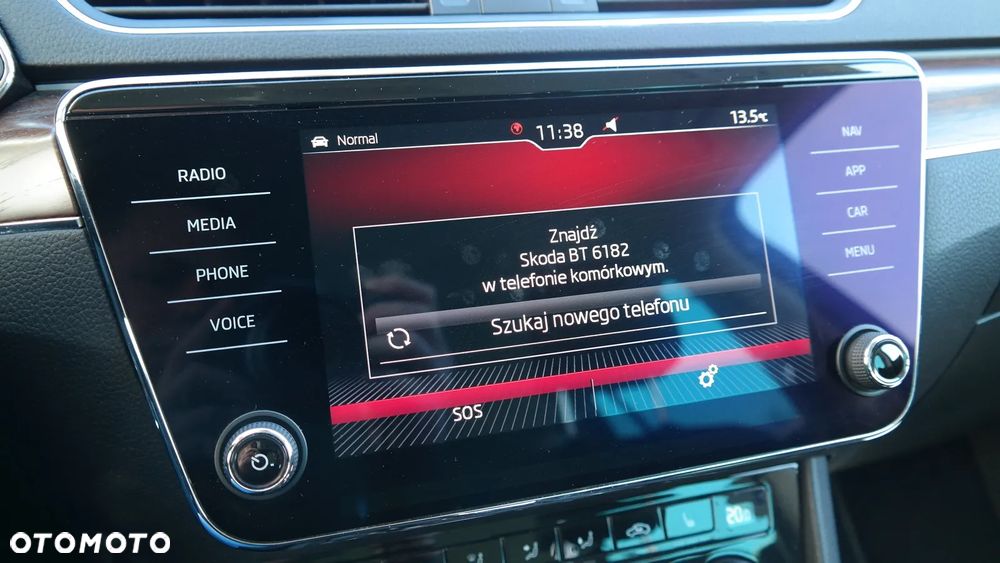 Normal
11:38
13.5°C
RADIO
MEDIA
PHONE
VOICE
NAV
APP
CAR
MENU
Znajdź
Skoda BT 6182
w telefonie komórkowym.
Szukaj nowego telefonu
SOS
20.0
OTOMOTO